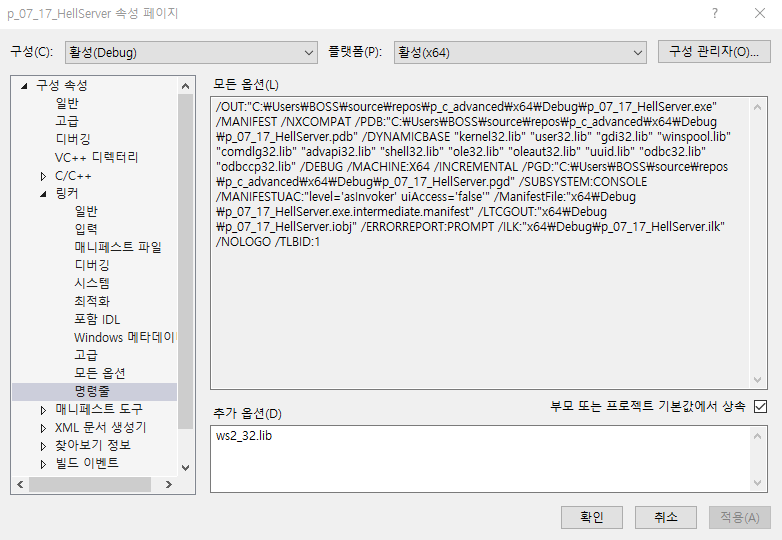 p_07_17_HellServer 속성 페이지
구성(C): 활성(Debug) 플랫폼(P): 활성(x64) 구성 관리자(O)...
구성 속성
일반
고급
디버깅
VC++ 디렉터리
C/C++
링커
일반
입력
매니페스트 파일
디버깅
시스템
최적화
포함 IDL
Windows 메타데이터
고급
모든 옵션
명령줄
매니페스트 도구
XML 문서 생성기
찾아보기 정보
빌드 이벤트
모든 옵션(L)
/OUT:"C:₩Users₩BOSS₩source₩repos₩p_c_advanced₩x64₩Debug₩p_07_17_HellServer.exe"
/MANIFEST /NXCOMPAT /PDB:"C:₩Users₩BOSS₩source₩repos₩p_c_advanced₩x64₩Debug
₩p_07_17_HellServer.pdb" /DYNAMICBASE "kernel32.lib" "user32.lib" "gdi32.lib" "winspool.lib"
"comdlg32.lib" "advapi32.lib" "shell32.lib" "ole32.lib" "oleaut32.lib" "uuid.lib" "odbc32.lib"
"odbccp32.lib" /DEBUG /MACHINE:X64 /INCREMENTAL /PGD:"C:₩Users₩BOSS₩source₩repos
₩p_c_advanced₩x64₩Debug₩p_07_17_HellServer.pgd" /SUBSYSTEM:CONSOLE
/MANIFESTUAC:"level='asInvoker' uiAccess='false'" /ManifestFile:"x64₩Debug
₩p_07_17_HellServer.exe.intermediate.manifest" /LTCGOUT:"x64₩Debug
₩p_07_17_HellServer.iobj" /ERRORREPORT:PROMPT /ILK:"x64₩Debug₩p_07_17_HellServer.ilk"
/NOLOGO /TLBID:1
부모 또는 프로젝트 기본값에서 상속
추가 옵션(D)
ws2_32.lib
확인 취소 적용(A)